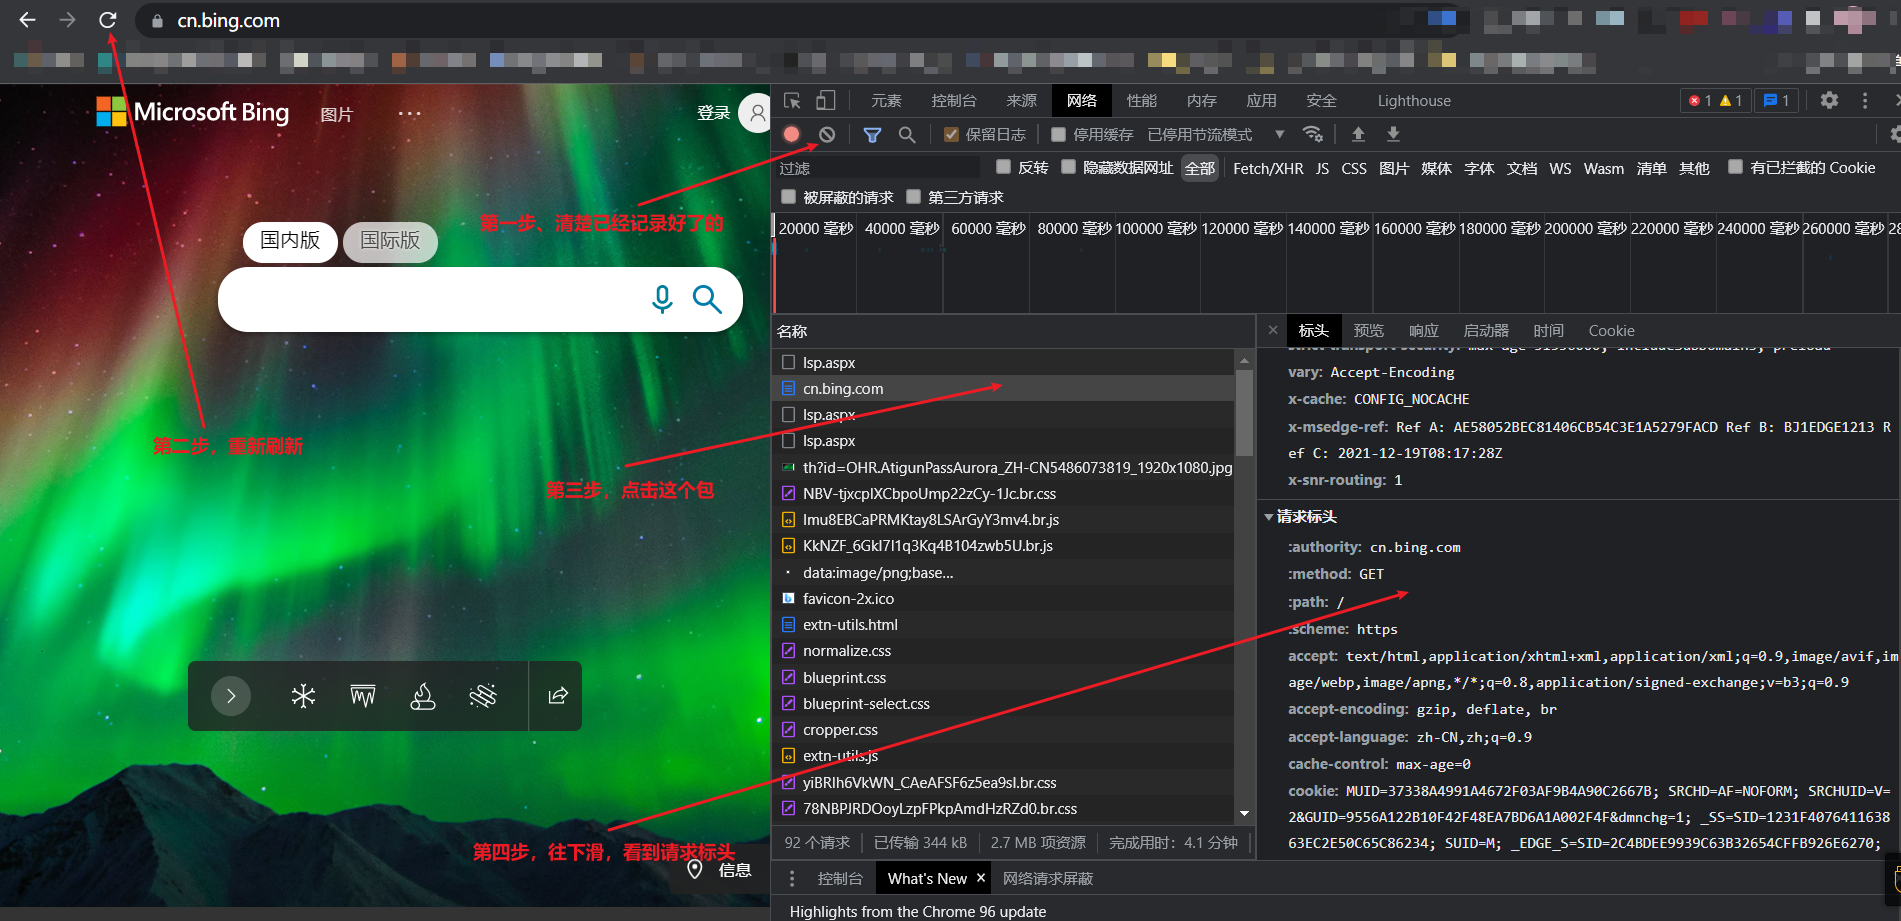 cn.bing.com
Microsoft Bing
图片
登录
国内版
国际版
第一步、清楚已经记录好了的
第二步，重新刷新
第三步，点击这个包
第四步，往下滑，看到请求标头
信息
元素 控制台 来源 网络 性能 内存 应用 安全 Lighthouse
1 1 1
保留日志 停用缓存 已停用节流模式
过滤 反转 隐藏数据网址 全部 Fetch/XHR JS CSS 图片 媒体 字体 文档 WS Wasm 清单 其他 有已拦截的 Cookie
被屏蔽的请求 第三方请求
20000 毫秒 40000 毫秒 60000 毫秒 80000 毫秒 100000 毫秒 120000 毫秒 140000 毫秒 160000 毫秒 180000 毫秒 200000 毫秒 220000 毫秒 240000 毫秒 260000 毫秒 28
名称
lsp.aspx
cn.bing.com
lsp.aspx
lsp.aspx
th?id=OHR.AtigunPassAurora_ZH-CN5486073819_1920x1080.jpg
NBV-tjxcpIXCbpoUmp22zCy-1Jc.br.css
lmu8EBCaPRMKtay8LSArGyY3mv4.br.js
KkNZF_6GkI7l1q3Kq4B104zwb5U.br.js
data:image/png;base...
favicon-2x.ico
extn-utils.html
normalize.css
blueprint.css
blueprint-select.css
cropper.css
extn-utils.js
yiBRIh6VkWN_CAeAFSF6z5ea9sI.br.css
78NBPJRDOoyLzpFPkpAmdHzRZd0.br.css
92 个请求 已传输 344 kB 2.7 MB 项资源 完成用时：4.1 分钟
标头 预览 响应 启动器 时间 Cookie
strict-transport-security: max-age=31536000; includeSubDomains; preload
vary: Accept-Encoding
x-cache: CONFIG_NOCACHE
x-msedge-ref: Ref A: AE58052BEC81406CB54C3E1A5279FACD Ref B: BJ1EDGE1213 R
ef C: 2021-12-19T08:17:28Z
x-snr-routing: 1
请求标头
:authority: cn.bing.com
:method: GET
:path: /
:scheme: https
accept: text/html,application/xhtml+xml,application/xml;q=0.9,image/avif,im
age/webp,image/apng,*/*;q=0.8,application/signed-exchange;v=b3;q=0.9
accept-encoding: gzip, deflate, br
accept-language: zh-CN,zh;q=0.9
cache-control: max-age=0
cookie: MUID=37338A4991A4672F03AF9B4A90C2667B; SRCHD=AF=NOFORM; SRCHUID=V=
2&GUID=9556A122B10F42F48EA7BD6A1A002F4F&dmnchg=1; _SS=SID=1231F4076411638
63EC2E50C65C86234; SUID=M; _EDGE_S=SID=2C4BDEE9939C63B32654CFFB926E6270;
控制台 What's New 网络请求屏蔽
Highlights from the Chrome 96 update